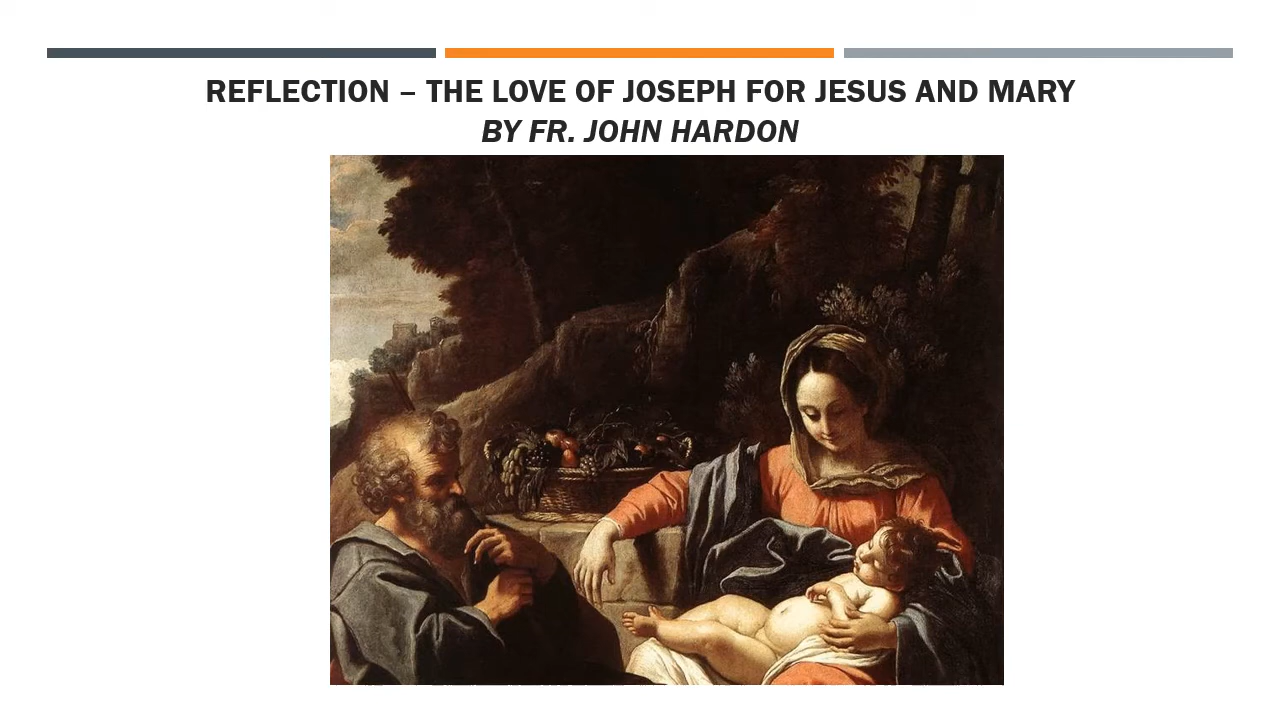 REFLECTION – THE LOVE OF JOSEPH FOR JESUS AND MARY
BY FR. JOHN HARDON